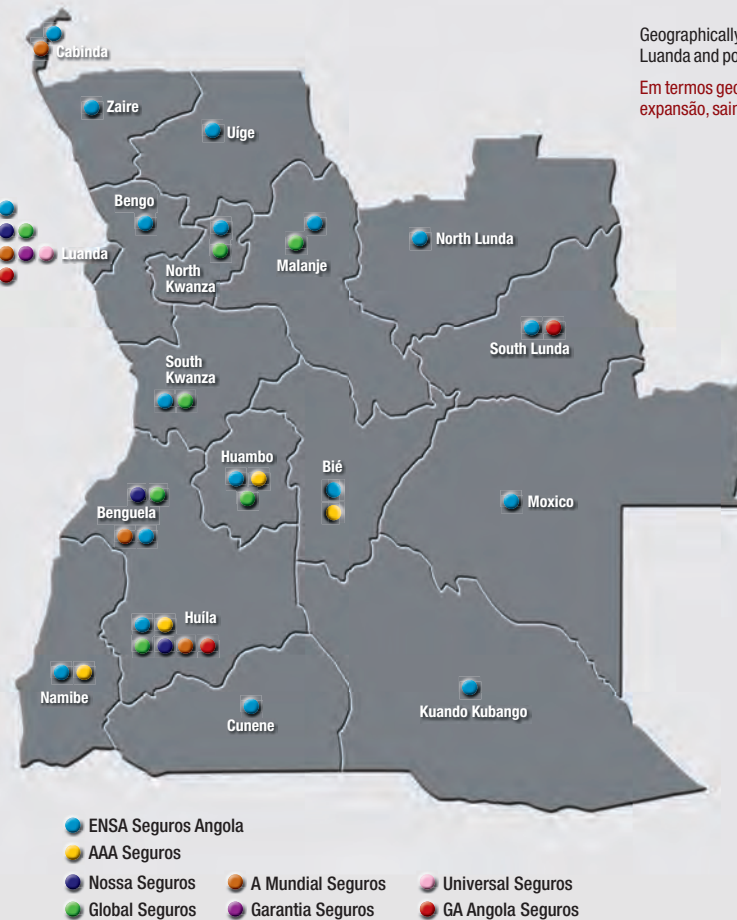 Geographically
Luanda and po
Em termos geo
expansão, sair
Cabinda
Zaire
Uíge
Bengo
Luanda
North
Kwanza
Malanje
North Lunda
South Lunda
South
Kwanza
Huambo
Bié
Benguela
Moxico
Huíla
Namibe
Cunene
Kuando Kubango
ENSA Seguros Angola
AAA Seguros
Nossa Seguros
A Mundial Seguros
Universal Seguros
Global Seguros
Garantia Seguros
GA Angola Seguros